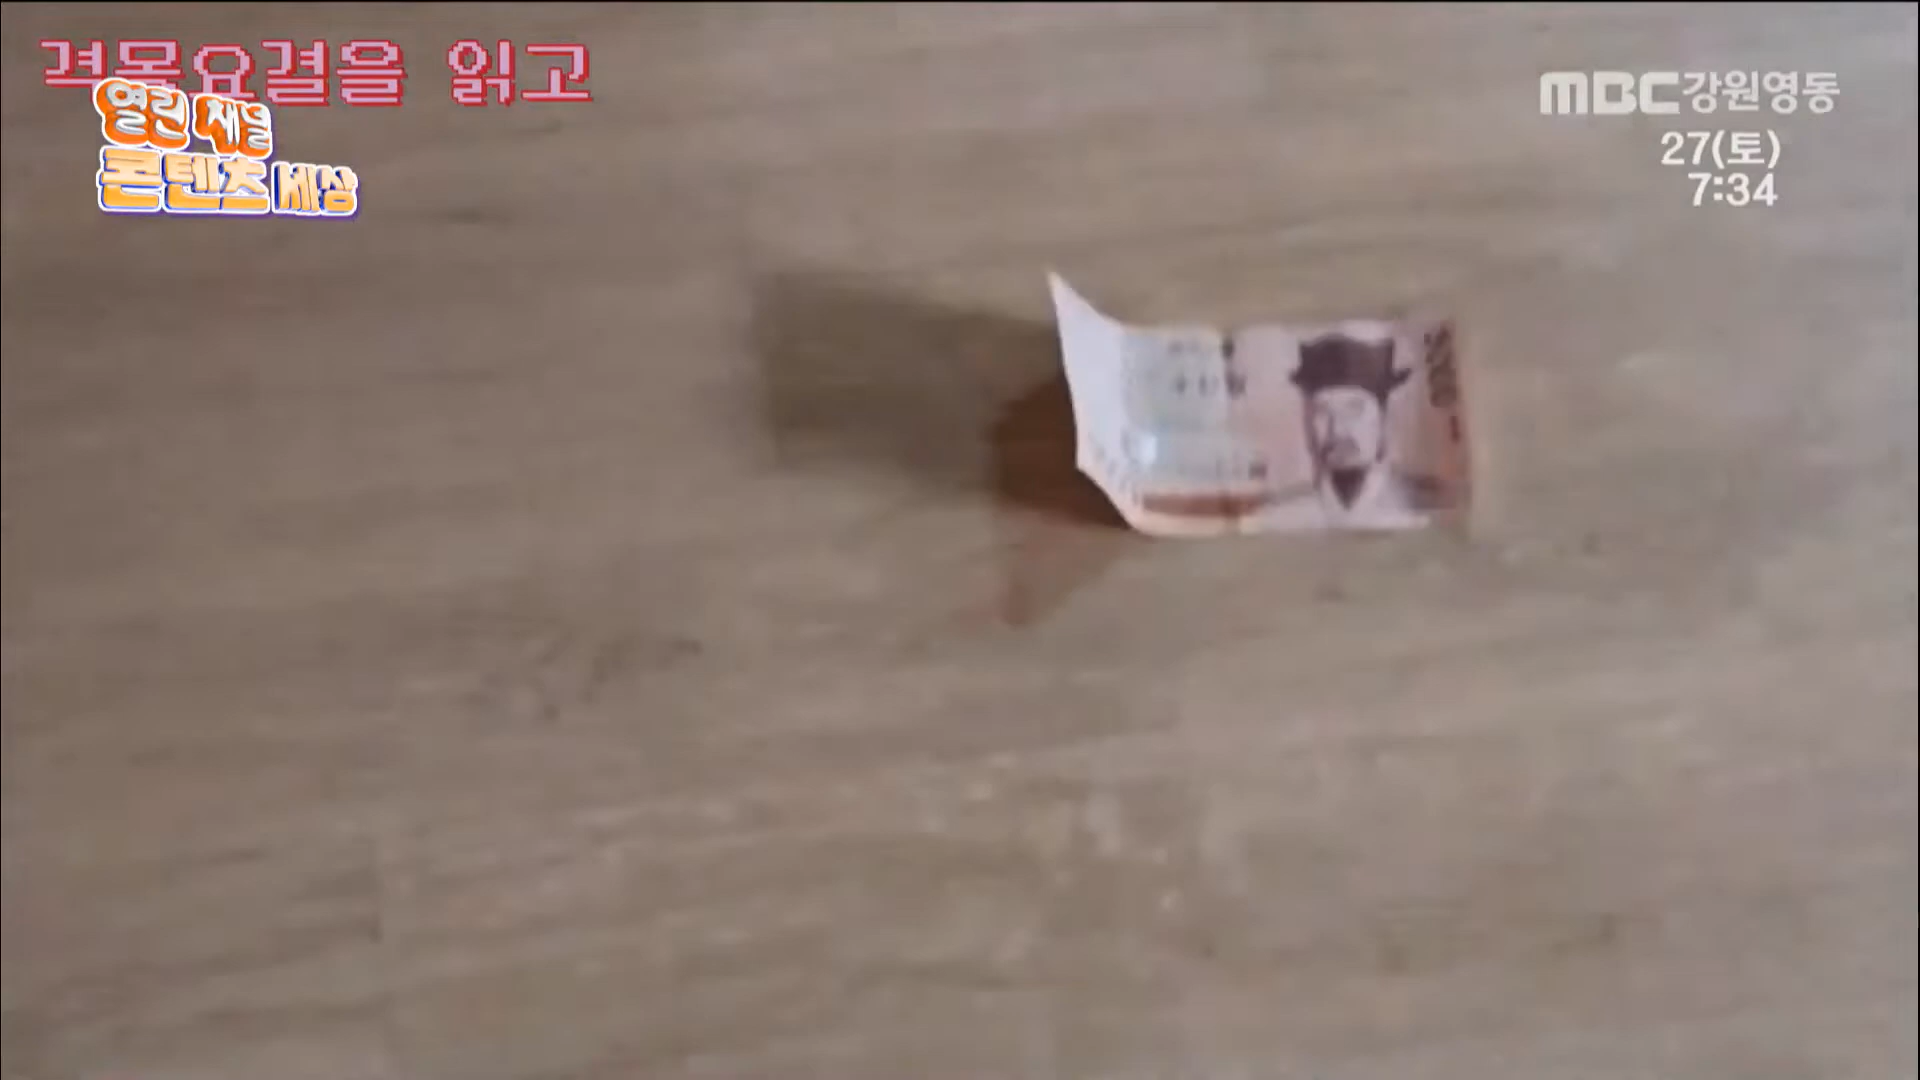 격몽요결을 읽고
열린 채널
콘텐츠 세상
MBC강원영동
27(토)
7:34